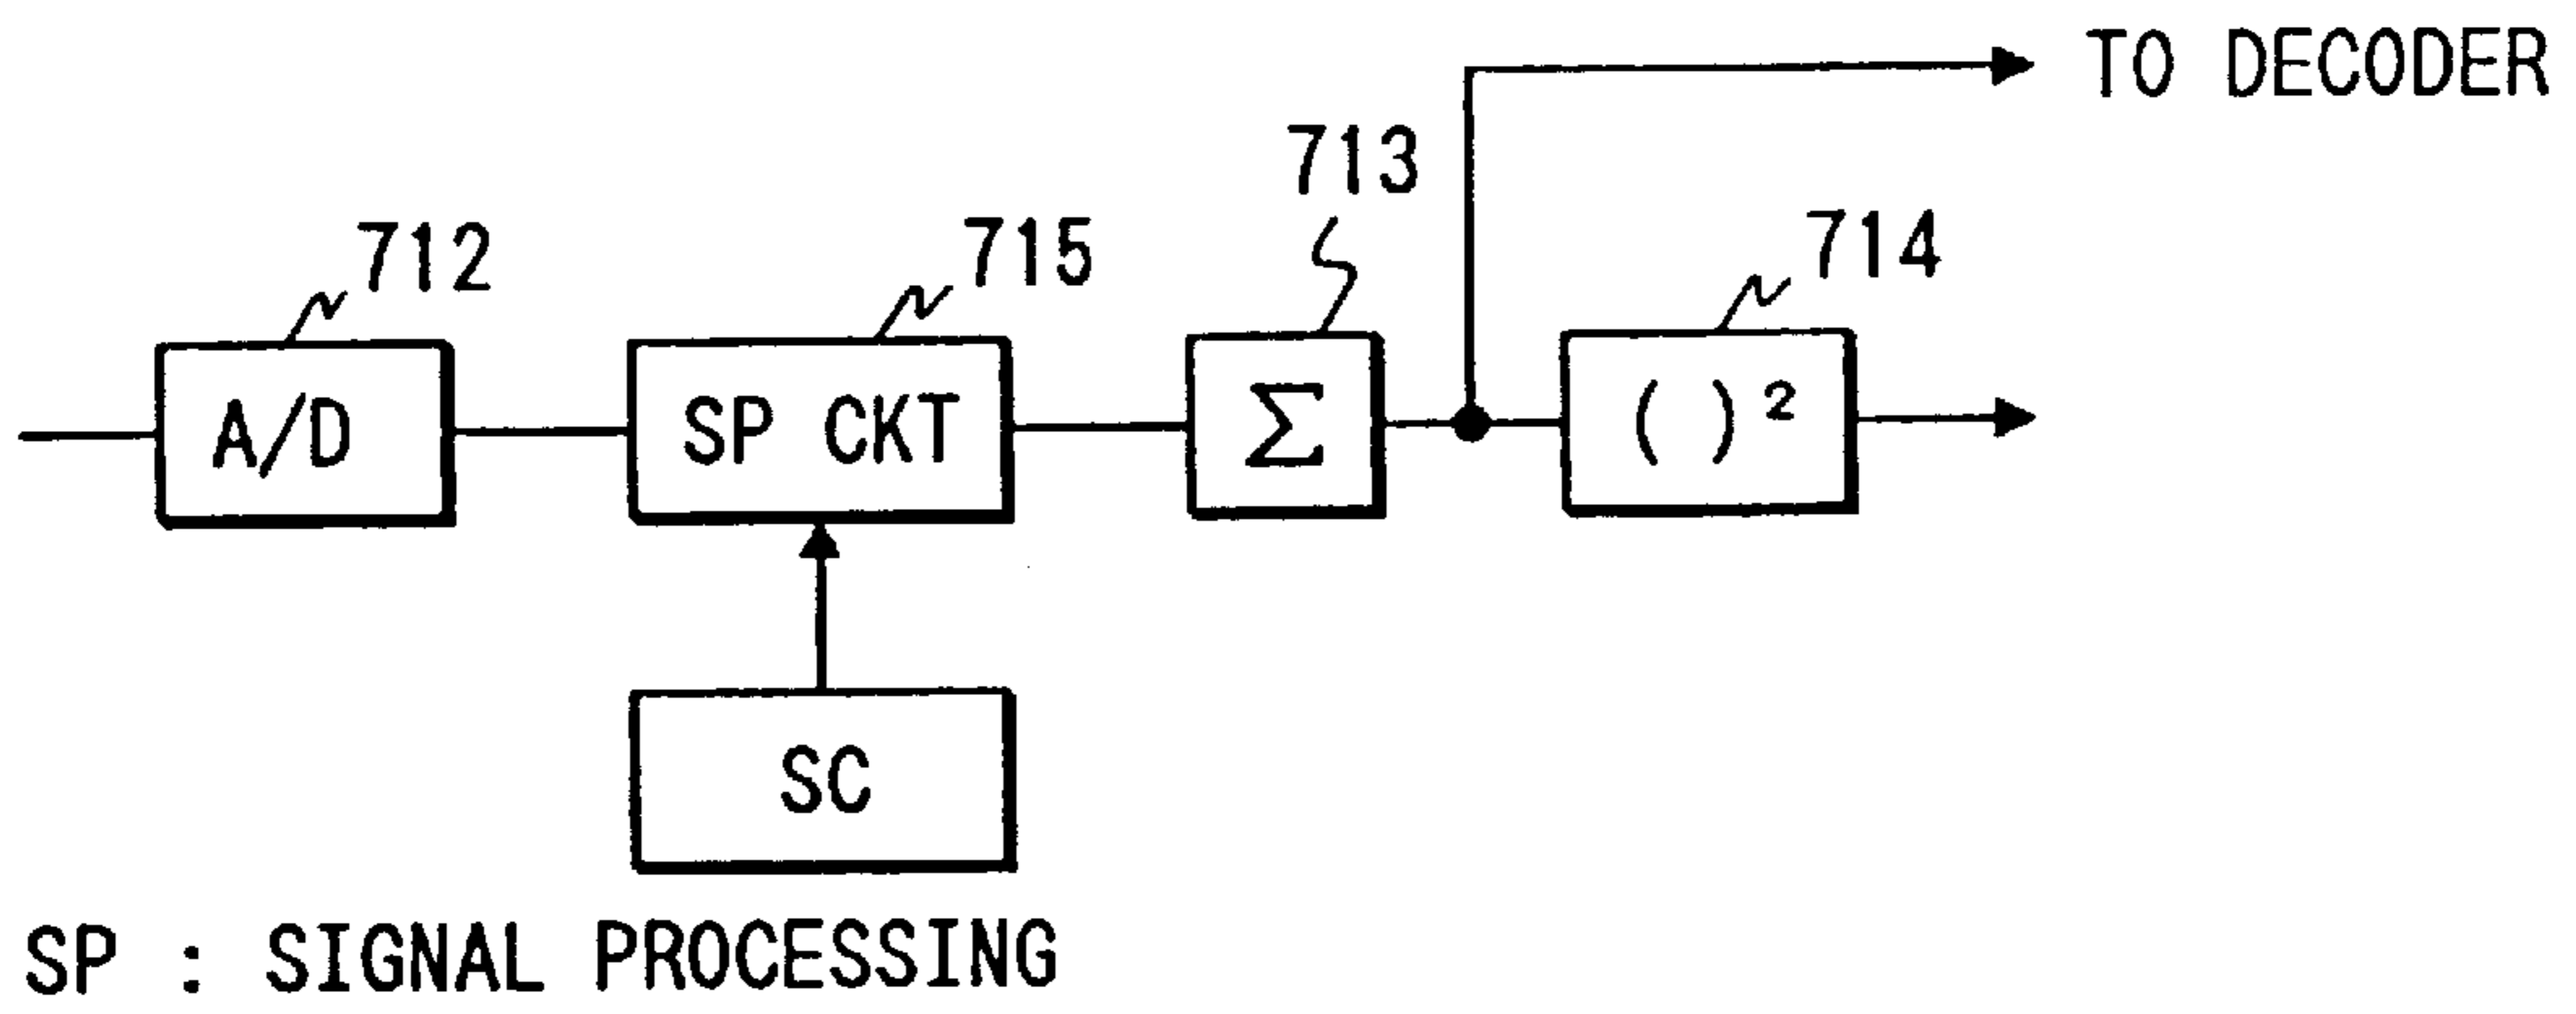 TO DECODER
713
712
715
714
A/D
SP CKT
Σ
( )²
SC
SP : SIGNAL PROCESSING